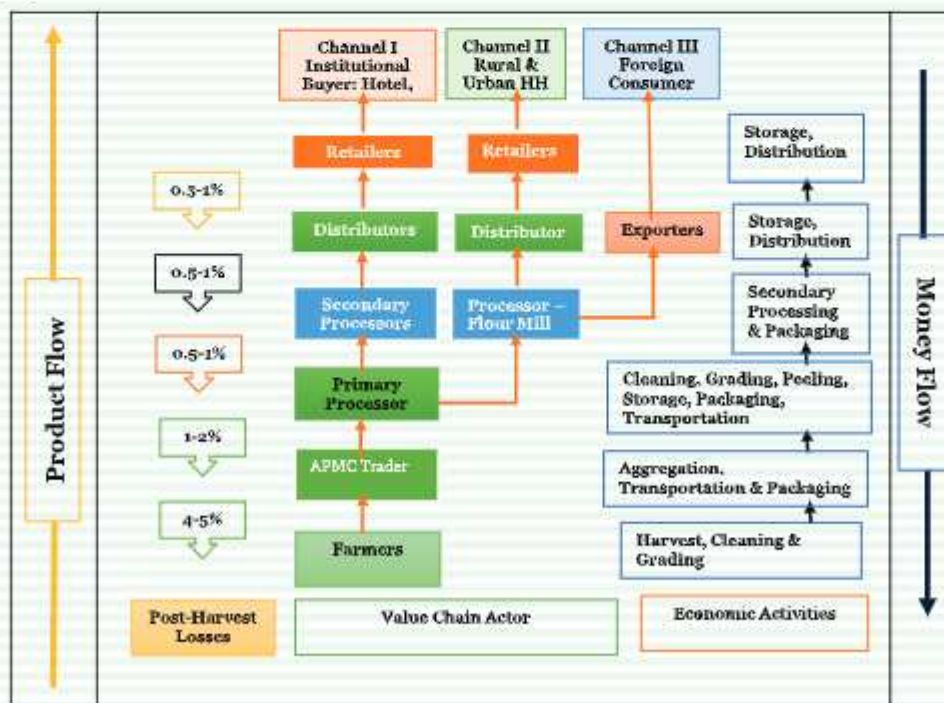 Channel I
Institutional
Buyer: Hotel,
Channel II
Rural &
Urban HH
Channel III
Foreign
Consumer
Retailers
Retailers
Storage,
Distribution
0.3-1%
Distributors
Distributor
Exporters
Storage,
Distribution
0.5-1%
Secondary
Processors
Processor –
Flour Mill
Secondary
Processing
& Packaging
0.5-1%
Primary
Processor
Cleaning, Grading, Peeling,
Storage, Packaging,
Transportation
1-2%
APMC Trader
Aggregation,
Transportation & Packaging
4-5%
Farmers
Harvest, Cleaning &
Grading
Post-Harvest
Losses
Value Chain Actor
Economic Activities
Product Flow
Money Flow